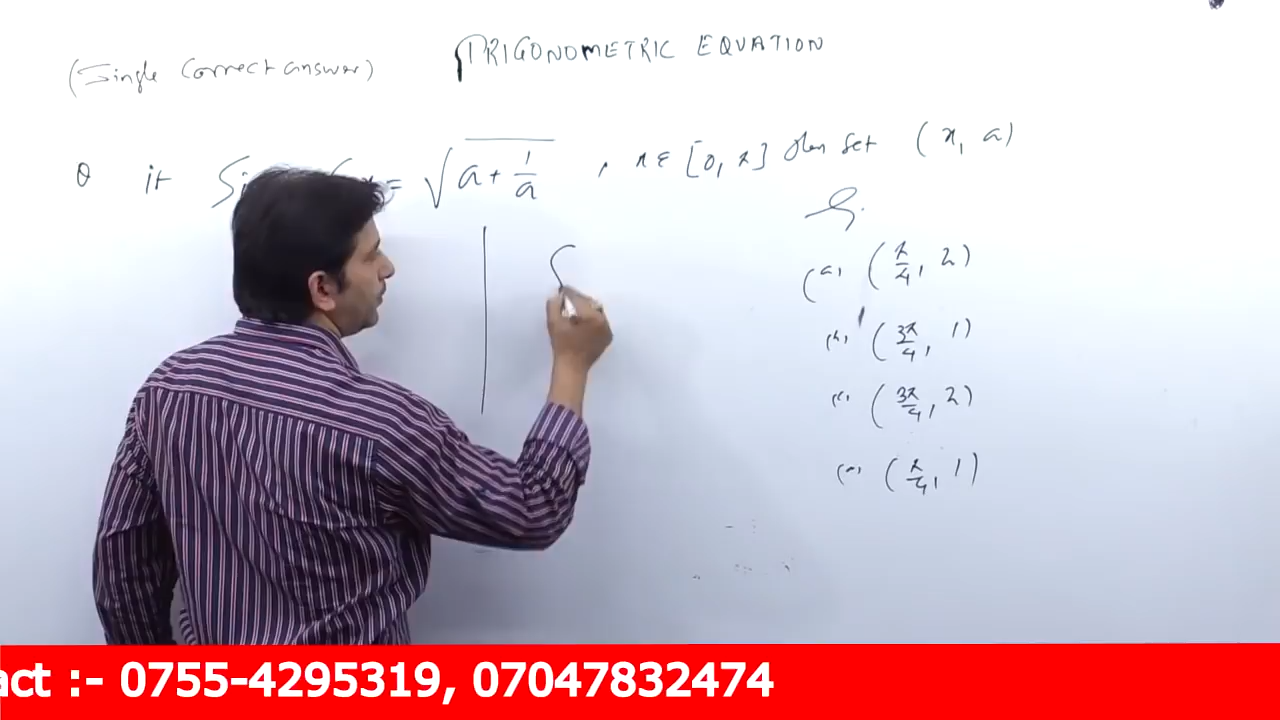 TRIGONOMETRIC EQUATION
(Single correct answer)
Q if Si x = √(a + 1/a) , x ∈ [0, π] then set (x, a)
is
(a) (π/4, 2)
(b) (3π/4, 1)
(c) (3π/4, 2)
(d) (π/4, 1)
act :- 0755-4295319, 07047832474